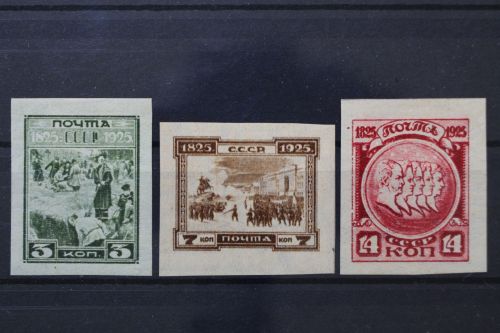 ПОЧТА
1825-СССР-1925
3 КОП. 3
1825 СССР 1925
7 КОП ПОЧТА КОП 7
1825 ПОЧТА 1925
СССР
14 КОП 14